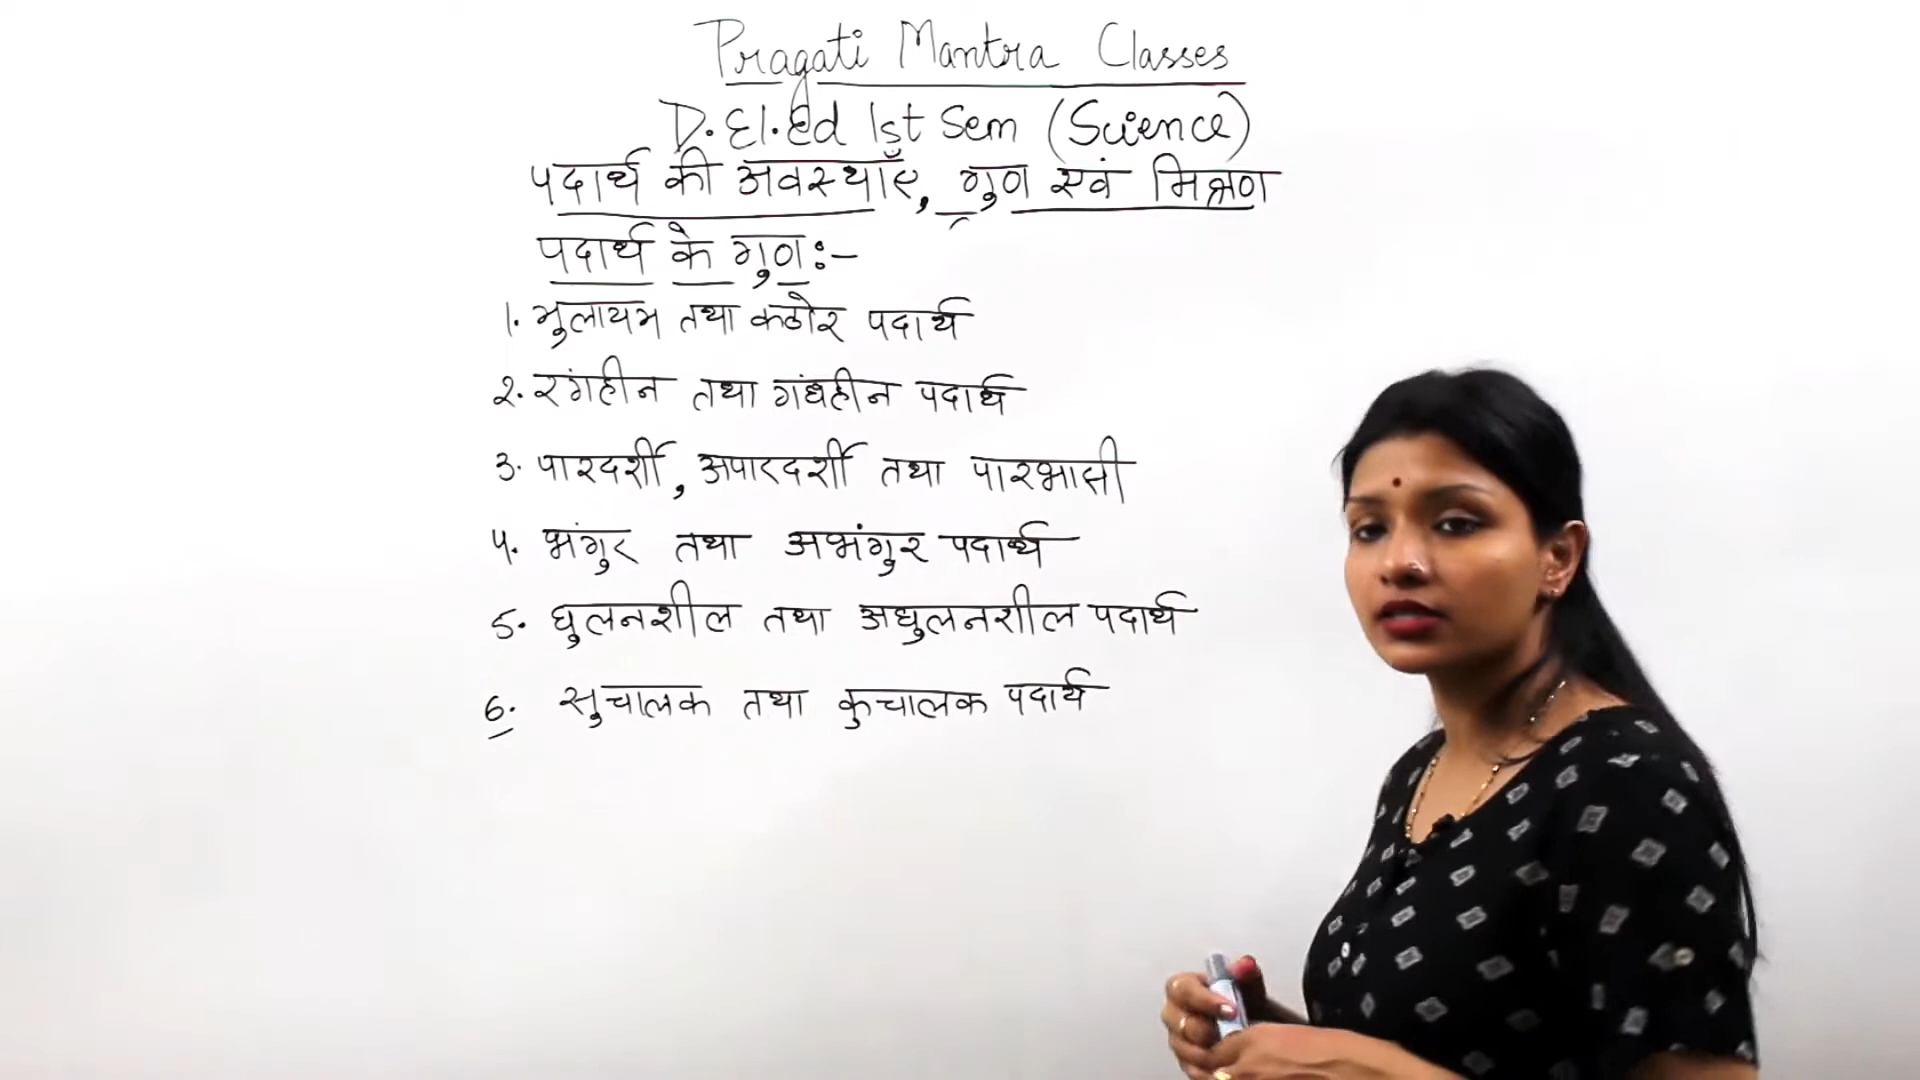 Pragati Mantra Classes
D.El.Ed 1st Sem (Science)
पदार्थ की अवस्थाएँ, गुण एवं मिश्रण
पदार्थ के गुण:-
1. मुलायम तथा कठोर पदार्थ
2. रंगहीन तथा गंधहीन पदार्थ
3. पारदर्शी, अपारदर्शी तथा पारभासी
4. भंगुर तथा अभंगुर पदार्थ
5. घुलनशील तथा अघुलनशील पदार्थ
6. सुचालक तथा कुचालक पदार्थ